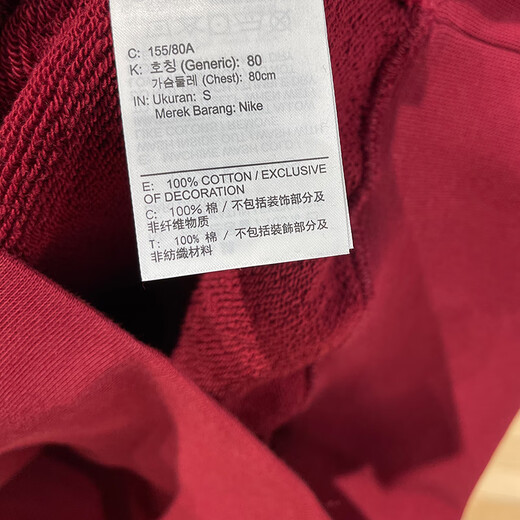 C: 155/80A
K: 호칭 (Generic): 80
가슴둘레 (Chest): 80cm
IN: Ukuran: S
Merek Barang: Nike
E: 100% COTTON / EXCLUSIVE
OF DECORATION
C: 100% 棉 / 不包括装饰部分及
非纤维物质
T: 100% 棉 / 不包括裝飾部分及
非紡織材料